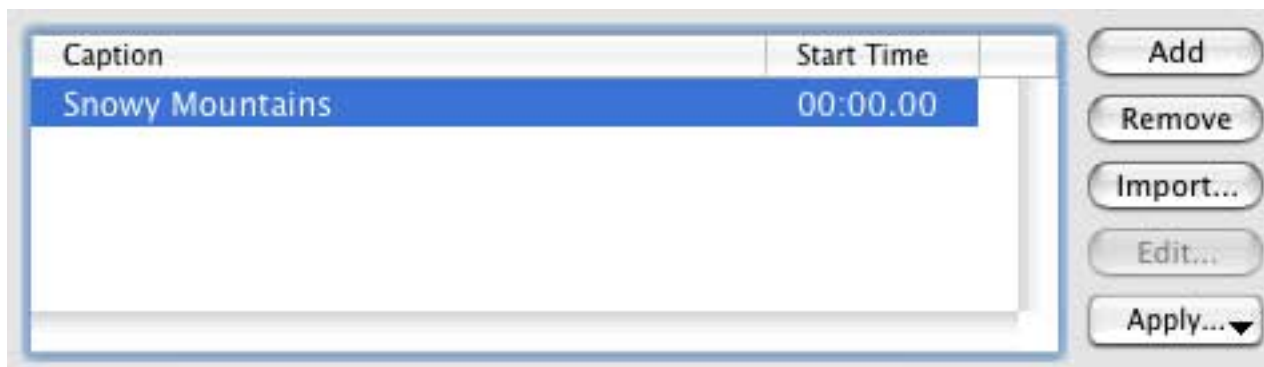 Caption Start Time
Snowy Mountains 00:00.00
Add
Remove
Import...
Edit...
Apply...